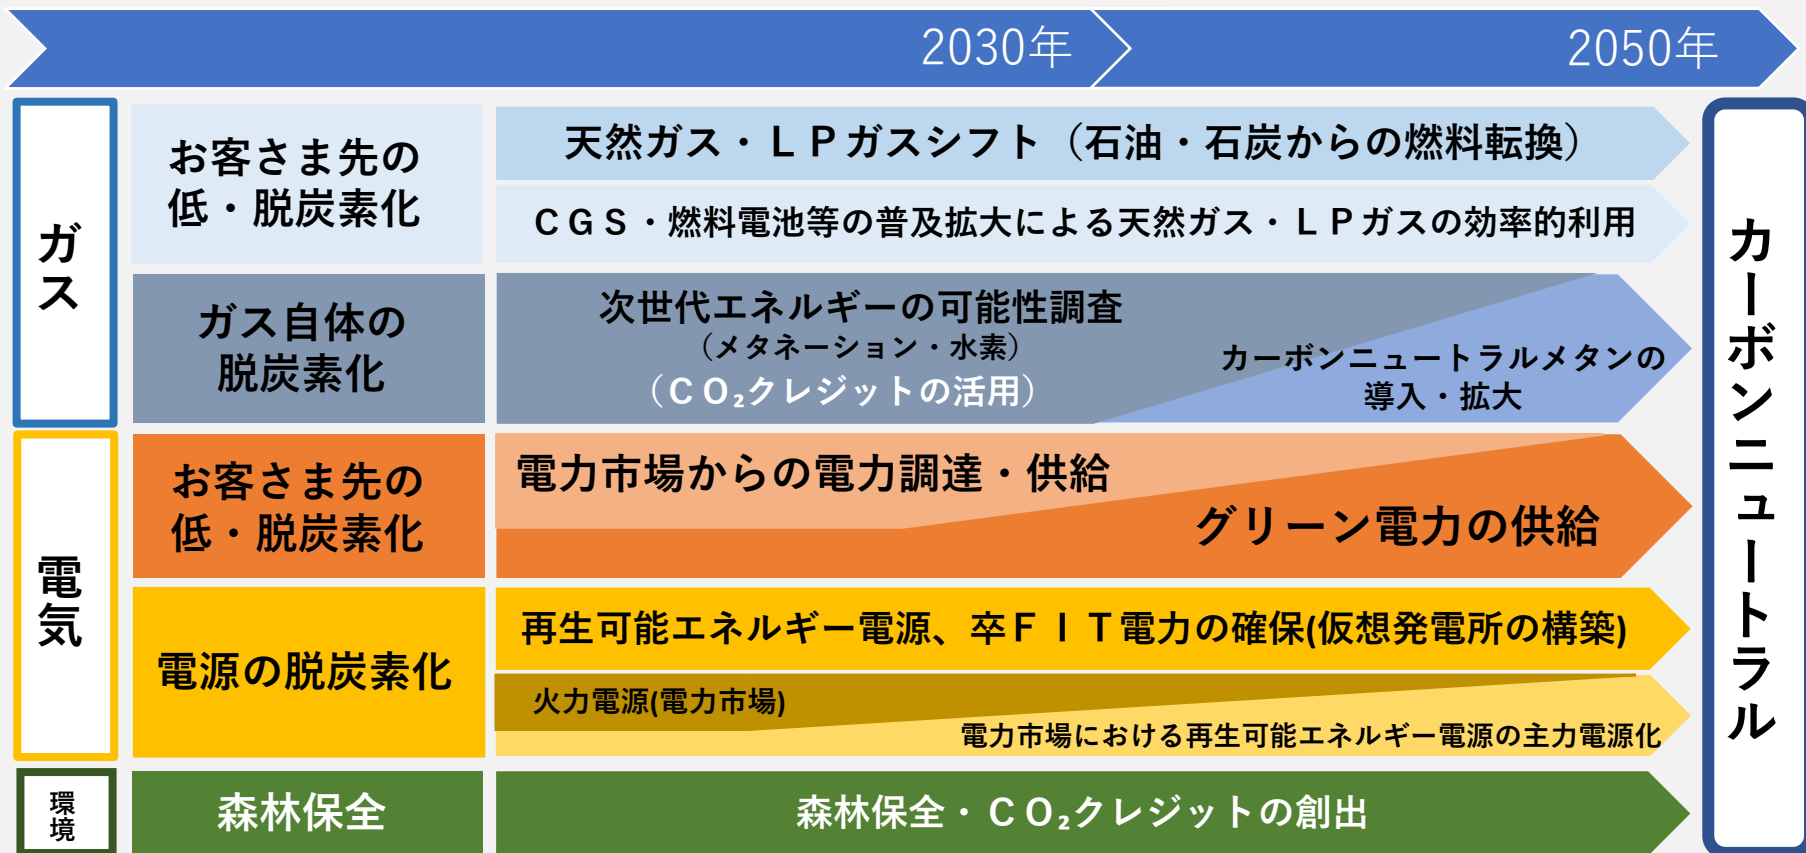 2030年
2050年
ガス
お客さま先の
低・脱炭素化
天然ガス・ＬＰガスシフト（石油・石炭からの燃料転換）
ＣＧＳ・燃料電池等の普及拡大による天然ガス・ＬＰガスの効率的利用
ガス自体の
脱炭素化
次世代エネルギーの可能性調査
（メタネーション・水素）
（ＣＯ₂クレジットの活用）
カーボンニュートラルメタンの
導入・拡大
電気
お客さま先の
低・脱炭素化
電力市場からの電力調達・供給
グリーン電力の供給
電源の脱炭素化
再生可能エネルギー電源、卒ＦＩＴ電力の確保(仮想発電所の構築)
火力電源(電力市場)
電力市場における再生可能エネルギー電源の主力電源化
環境
森林保全
森林保全・ＣＯ₂クレジットの創出
カーボンニュートラル